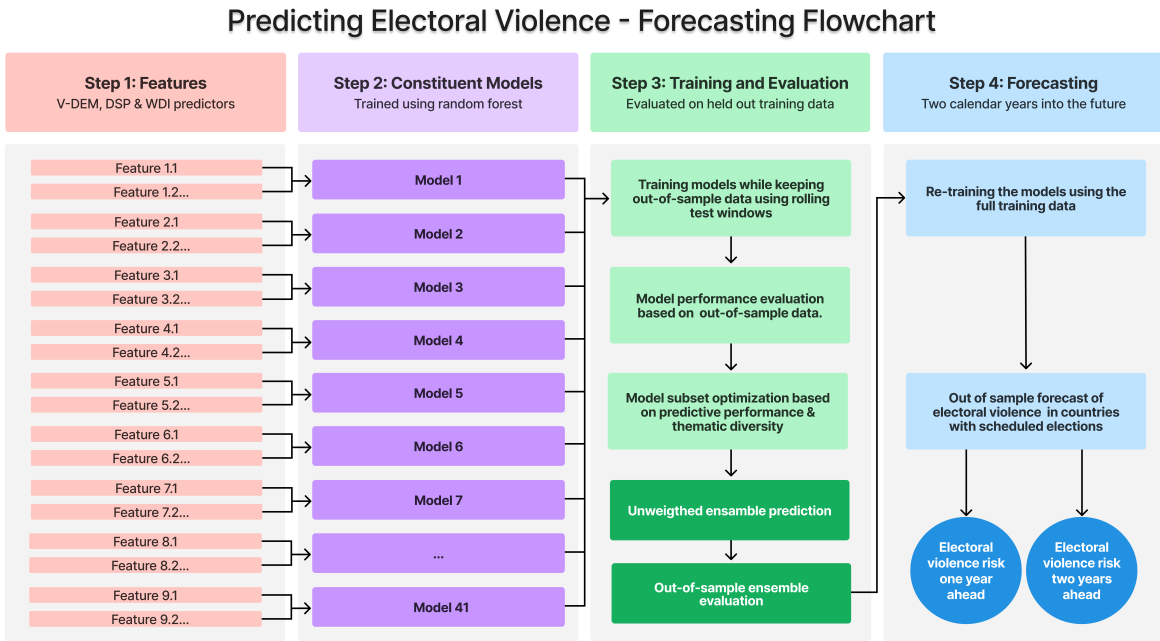 Predicting Electoral Violence - Forecasting Flowchart
Step 1: Features
V-DEM, DSP & WDI predictors
Step 2: Constituent Models
Trained using random forest
Step 3: Training and Evaluation
Evaluated on held out training data
Step 4: Forecasting
Two calendar years into the future
Feature 1.1
Feature 1.2...
Feature 2.1
Feature 2.2...
Feature 3.1
Feature 3.2...
Feature 4.1
Feature 4.2...
Feature 5.1
Feature 5.2...
Feature 6.1
Feature 6.2...
Feature 7.1
Feature 7.2...
Feature 8.1
Feature 8.2...
Feature 9.1
Feature 9.2...
Model 1
Model 2
Model 3
Model 4
Model 5
Model 6
Model 7
...
Model 41
Training models while keeping
out-of-sample data using rolling
test windows
Model performance evaluation
based on  out-of-sample data.
Model subset optimization based
on predictive performance &
thematic diversity
Unweigthed ensamble prediction
Out-of-sample ensemble
evaluation
Re-training the models using the
full training data
Out of sample forecast of
electoral violence  in countries
with scheduled elections
Electoral
violence risk
one year
ahead
Electoral
violence risk
two years
ahead